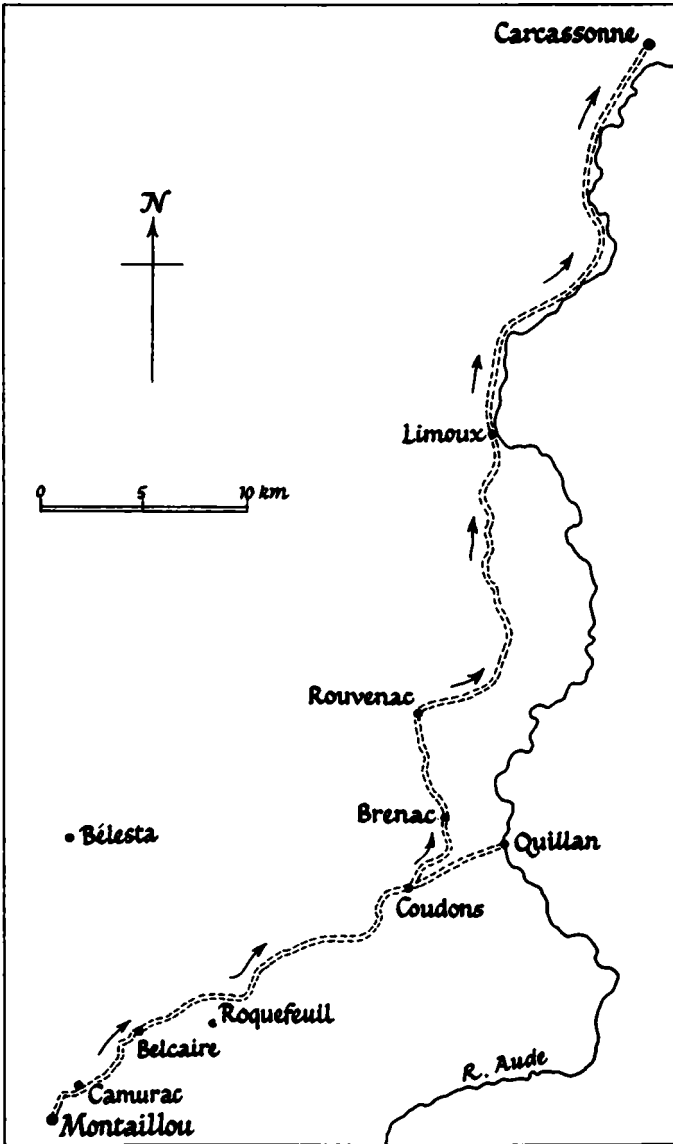 Carcassonne
N
Limoux
0 5 10 km
Rouvenac
Brenac
Bélesta
Quillan
Coudons
Roquefeuil
Belcaire
R. Aude
Camurac
Montaillou